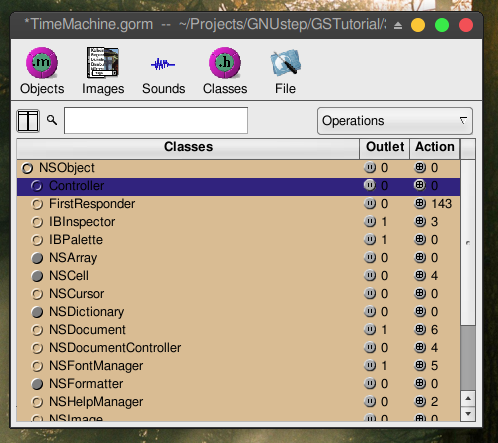 *TimeMachine.gorm -- ~/Projects/GNUstep/GSTutorial/
.m .h
Objects Images Sounds Classes File
Operations
Classes Outlet Action
NSObject 0 0
Controller 0 0
FirstResponder 0 143
IBInspector 1 3
IBPalette 1 1
NSArray 0 0
NSCell 0 4
NSCursor 0 0
NSDictionary 0 0
NSDocument 1 6
NSDocumentController 0 4
NSFontManager 1 5
NSFormatter 0 0
NSHelpManager 0 2
NSImage 0 0